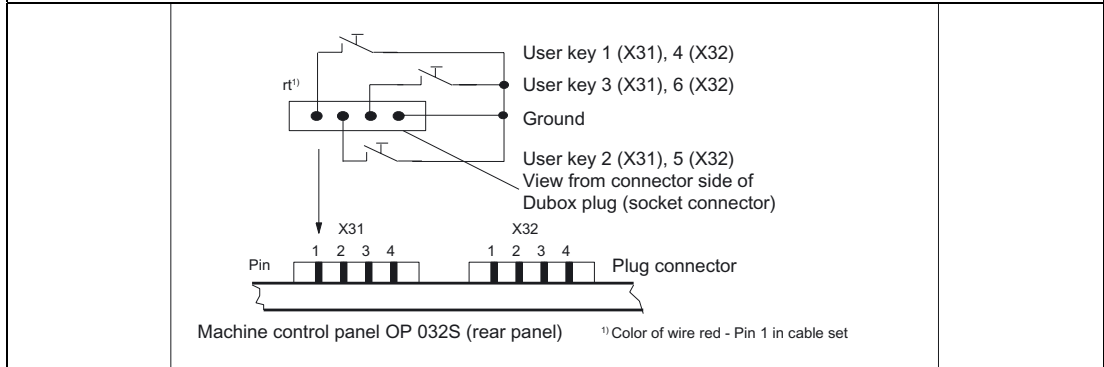 User key 1 (X31), 4 (X32)
rt1)
User key 3 (X31), 6 (X32)
Ground
User key 2 (X31), 5 (X32)
View from connector side of
Dubox plug (socket connector)
X31 X32
1 2 3 4 1 2 3 4
Pin Plug connector
Machine control panel OP 032S (rear panel) 1) Color of wire red - Pin 1 in cable set